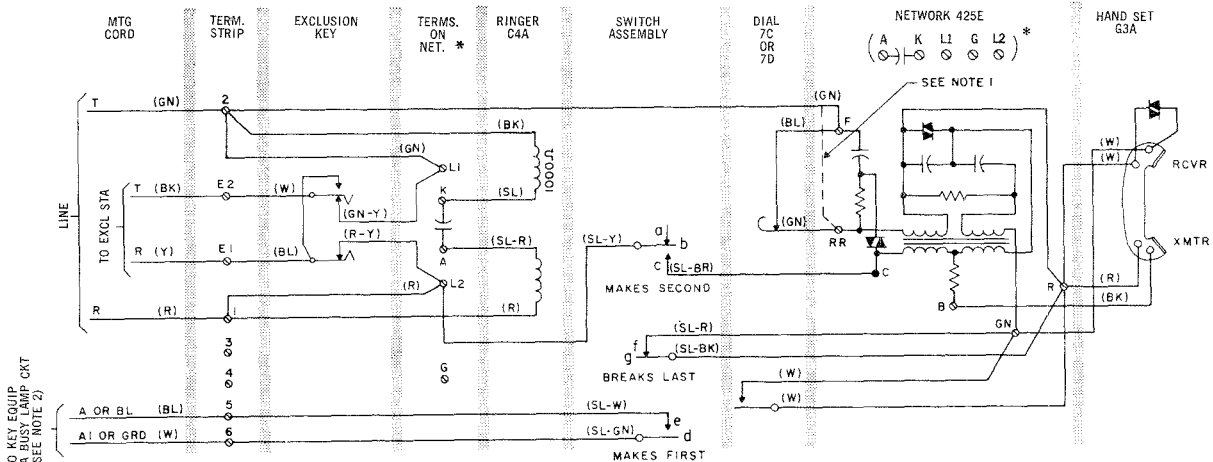 MTG
CORD
TERM.
STRIP
EXCLUSION
KEY
TERMS.
ON
NET. *
RINGER
C4A
SWITCH
ASSEMBLY
DIAL
7C
OR
7D
NETWORK 425E
( A K L1 G L2 ) *
HAND SET
G3A
SEE NOTE 1
T (GN) 2
(BK)
(GN)
(GN) F
(BL)
L1
1000Ω
K
(SL)
LINE
TO EXCL STA
T (BK) E2 (W)
(GN-Y)
(R-Y)
R (Y) E1 (BL)
A
(SL-R)
(SL-Y)
a
b
c
(SL-BR)
C
MAKES SECOND
(GN)
RR
(W)
(W)
RCVR
XMTR
(R)
(BK)
R
B
GN
(R) L2
R (R) 1
(R)
3
4
G
(SL-R)
f
g
(SL-BK)
BREAKS LAST
(W)
(W)
TO KEY EQUIP
A BUSY LAMP CKT
SEE NOTE 2)
A OR BL (BL) 5
(SL-W)
e
A1 OR GRD (W) 6
(SL-GN)
d
MAKES FIRST